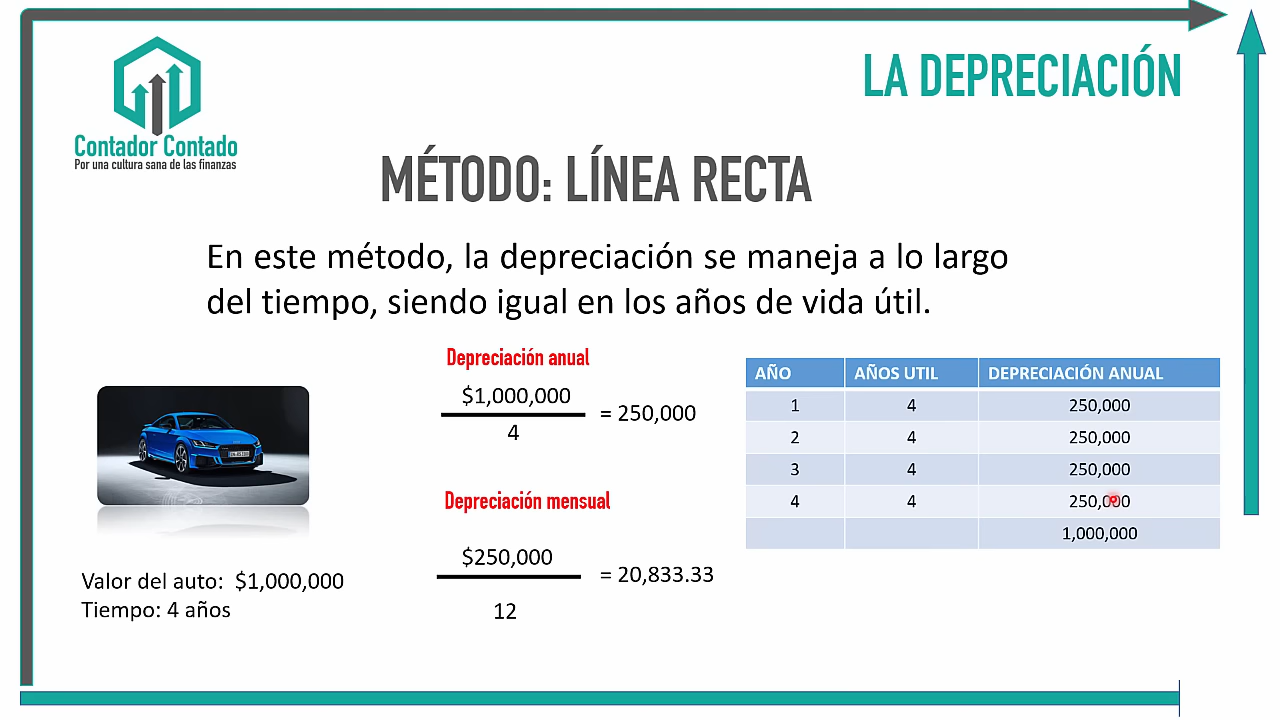 LA DEPRECIACIÓN
Contador Contado
Por una cultura sana de las finanzas
MÉTODO: LÍNEA RECTA
En este método, la depreciación se maneja a lo largo
del tiempo, siendo igual en los años de vida útil.
Depreciación anual
$1,000,000
= 250,000
4
Depreciación mensual
$250,000
= 20,833.33
12
AÑO AÑOS UTIL DEPRECIACIÓN ANUAL
1 4 250,000
2 4 250,000
3 4 250,000
4 4 250,000
1,000,000
Valor del auto: $1,000,000
Tiempo: 4 años